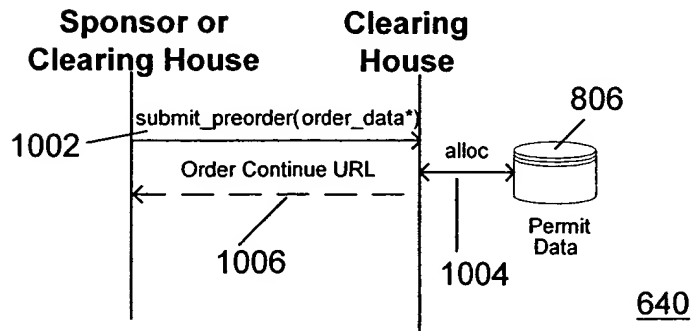 Sponsor or
Clearing House
Clearing
House
submit_preorder(order_data*)
1002
806
alloc
Order Continue URL
Permit
Data
1006
1004
640